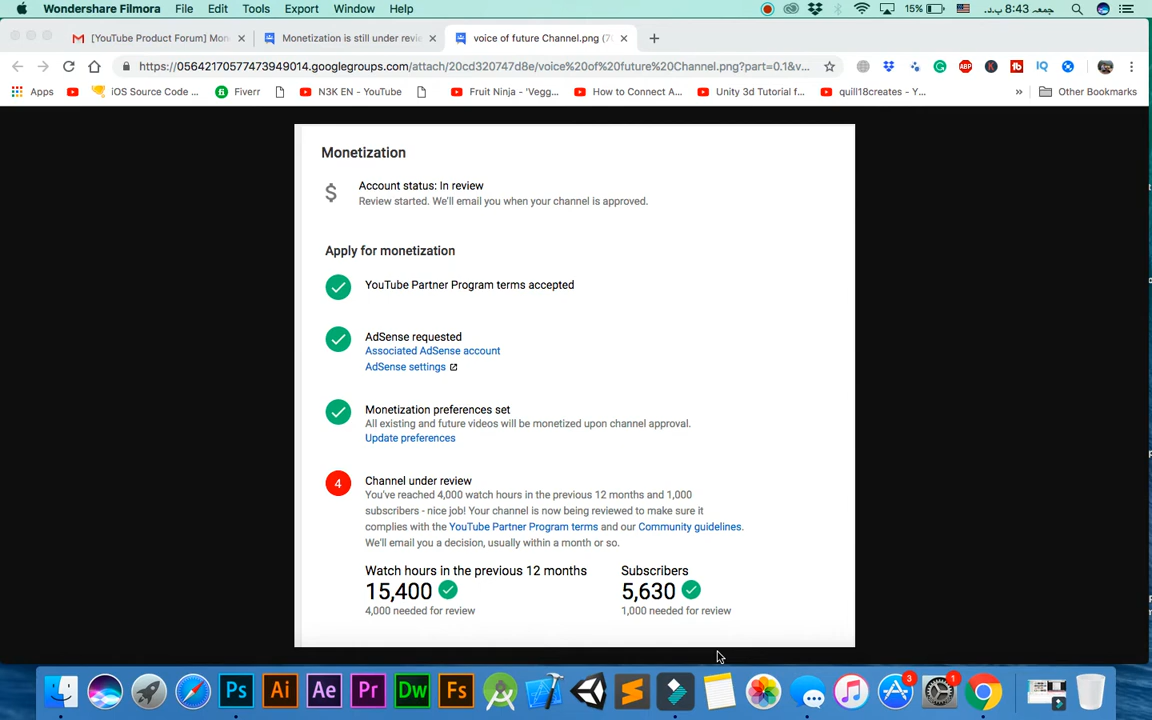 Wondershare Filmora File Edit Tools Export Window Help 15% جمعه 8:43 ب.د.
[YouTube Product Forum] Mon Monetization is still under revie voice of future Channel.png (70
https://05642170577473949014.googlegroups.com/attach/20cd320747d8e/voice%20of%20future%20Channel.png?part=0.1&v...
Apps iOS Source Code ... Fiverr N3K EN - YouTube Fruit Ninja - 'Vegg... How to Connect A... Unity 3d Tutorial f... quill18creates - Y... » Other Bookmarks
Monetization
$ Account status: In review
Review started. We'll email you when your channel is approved.
Apply for monetization
YouTube Partner Program terms accepted
AdSense requested
Associated AdSense account
AdSense settings
Monetization preferences set
All existing and future videos will be monetized upon channel approval.
Update preferences
4 Channel under review
You've reached 4,000 watch hours in the previous 12 months and 1,000
subscribers - nice job! Your channel is now being reviewed to make sure it
complies with the YouTube Partner Program terms and our Community guidelines.
We'll email you a decision, usually within a month or so.
Watch hours in the previous 12 months Subscribers
15,400 5,630
4,000 needed for review 1,000 needed for review
Ps Ai Ae Pr Dw Fs 3 1